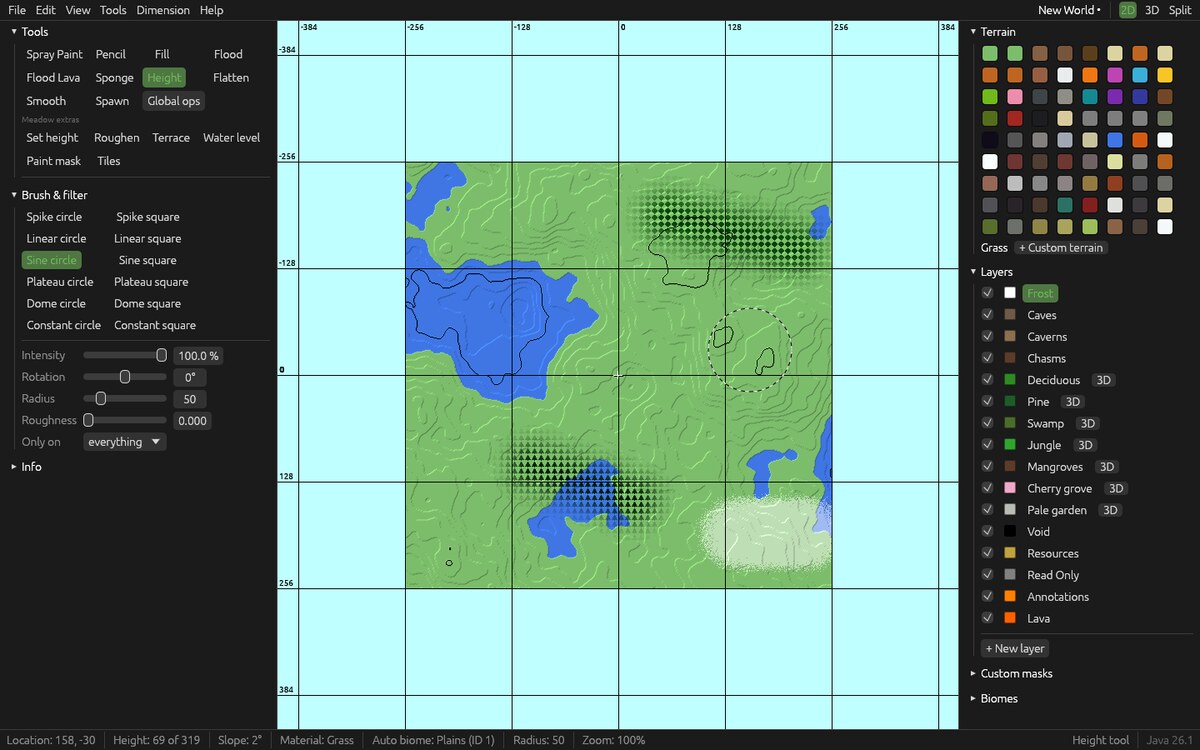 File Edit View Tools Dimension Help
New World• 2D 3D Split
Tools
Spray Paint Pencil Fill Flood
Flood Lava Sponge Height Flatten
Smooth Spawn Global ops
Meadow extras
Set height Roughen Terrace Water level
Paint mask Tiles
Brush & filter
Spike circle Spike square
Linear circle Linear square
Sine circle Sine square
Plateau circle Plateau square
Dome circle Dome square
Constant circle Constant square
Intensity 100.0 %
Rotation 0°
Radius 50
Roughness 0.000
Only on everything
Info
-384 -256 -128 0 128 256 384
-384
-256
-128
0
128
256
384
Terrain
Grass + Custom terrain
Layers
Frost
Caves
Caverns
Chasms
Deciduous 3D
Pine 3D
Swamp 3D
Jungle 3D
Mangroves 3D
Cherry grove 3D
Pale garden 3D
Void
Resources
Read Only
Annotations
Lava
+ New layer
Custom masks
Biomes
Location: 158, -30 Height: 69 of 319 Slope: 2° Material: Grass Auto biome: Plains (ID 1) Radius: 50 Zoom: 100% Height tool Java 26.1